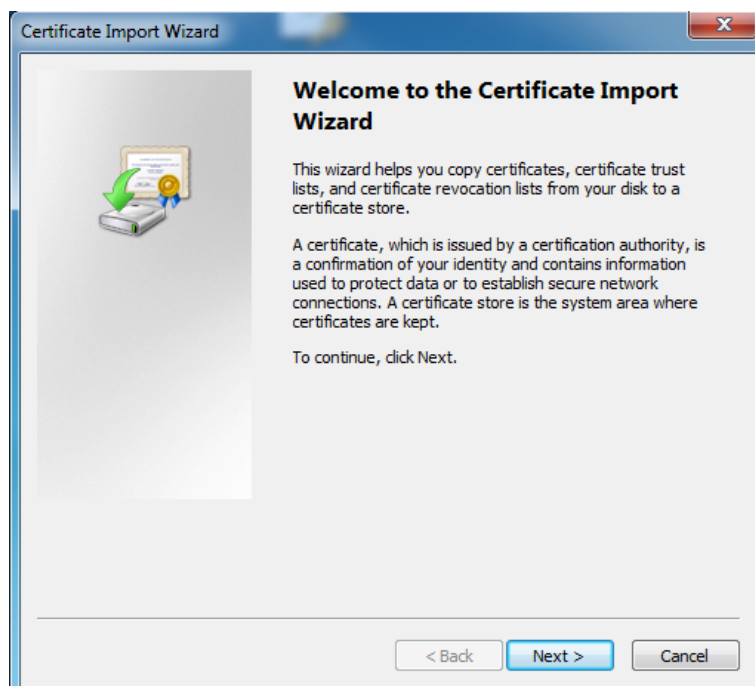 Certificate Import Wizard
Welcome to the Certificate Import
Wizard
This wizard helps you copy certificates, certificate trust
lists, and certificate revocation lists from your disk to a
certificate store.
A certificate, which is issued by a certification authority, is
a confirmation of your identity and contains information
used to protect data or to establish secure network
connections. A certificate store is the system area where
certificates are kept.
To continue, click Next.
< Back Next > Cancel